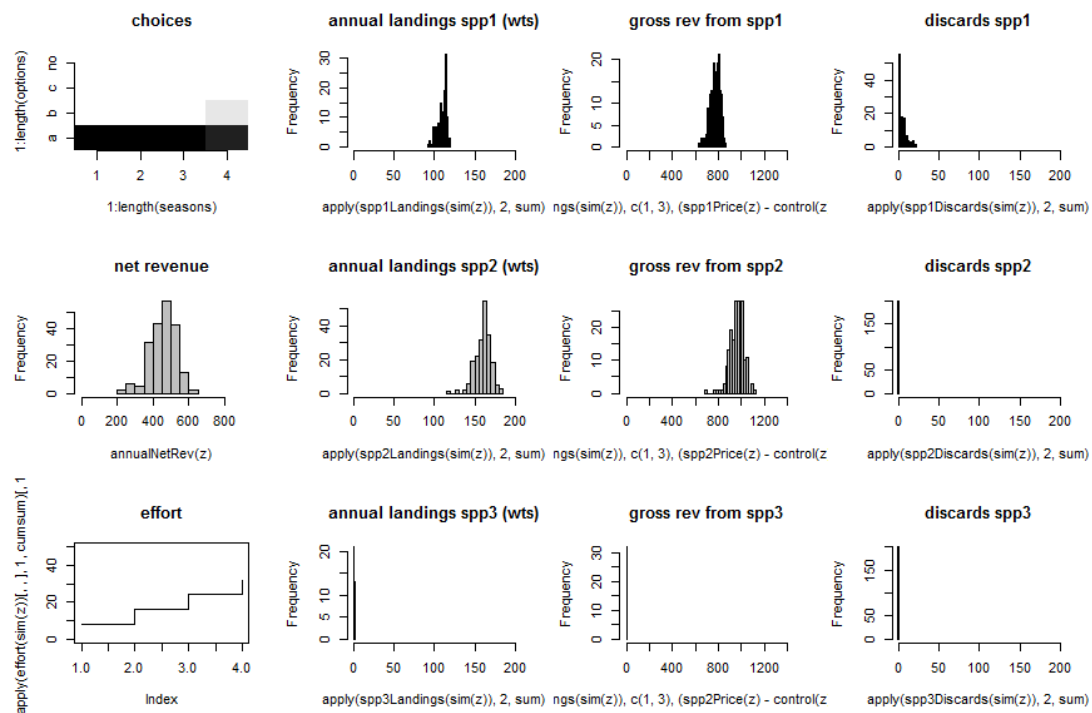 choices
1:length(options)
a b c no
1 2 3 4
1:length(seasons)
annual landings spp1 (wts)
Frequency
0 5 10 20 30
0 50 100 150 200
apply(spp1Landings(sim(z)), 2, sum)
gross rev from spp1
Frequency
0 5 10 15 20
0 400 800 1200
ngs(sim(z)), c(1, 3), (spp1Price(z) - control(z
discards spp1
Frequency
0 10 30 50
0 50 100 150 200
apply(spp1Discards(sim(z)), 2, sum)
net revenue
Frequency
0 20 40
0 200 400 600 800
annualNetRev(z)
annual landings spp2 (wts)
Frequency
0 20 40
0 50 100 150 200
apply(spp2Landings(sim(z)), 2, sum)
gross rev from spp2
Frequency
0 5 10 20
0 400 800 1200
ngs(sim(z)), c(1, 3), (spp2Price(z) - control(z
discards spp2
Frequency
0 50 150
0 50 100 150 200
apply(spp2Discards(sim(z)), 2, sum)
effort
apply(effort(sim(z))[, , ], 1, cumsum)[, 1
0 20 40
1.0 2.0 3.0 4.0
Index
annual landings spp3 (wts)
Frequency
0 5 10 20
0 50 100 150 200
apply(spp3Landings(sim(z)), 2, sum)
gross rev from spp3
Frequency
0 5 10 20 30
0 400 800 1200
ngs(sim(z)), c(1, 3), (spp2Price(z) - control(z
discards spp3
Frequency
0 50 150
0 50 100 150 200
apply(spp3Discards(sim(z)), 2, sum)